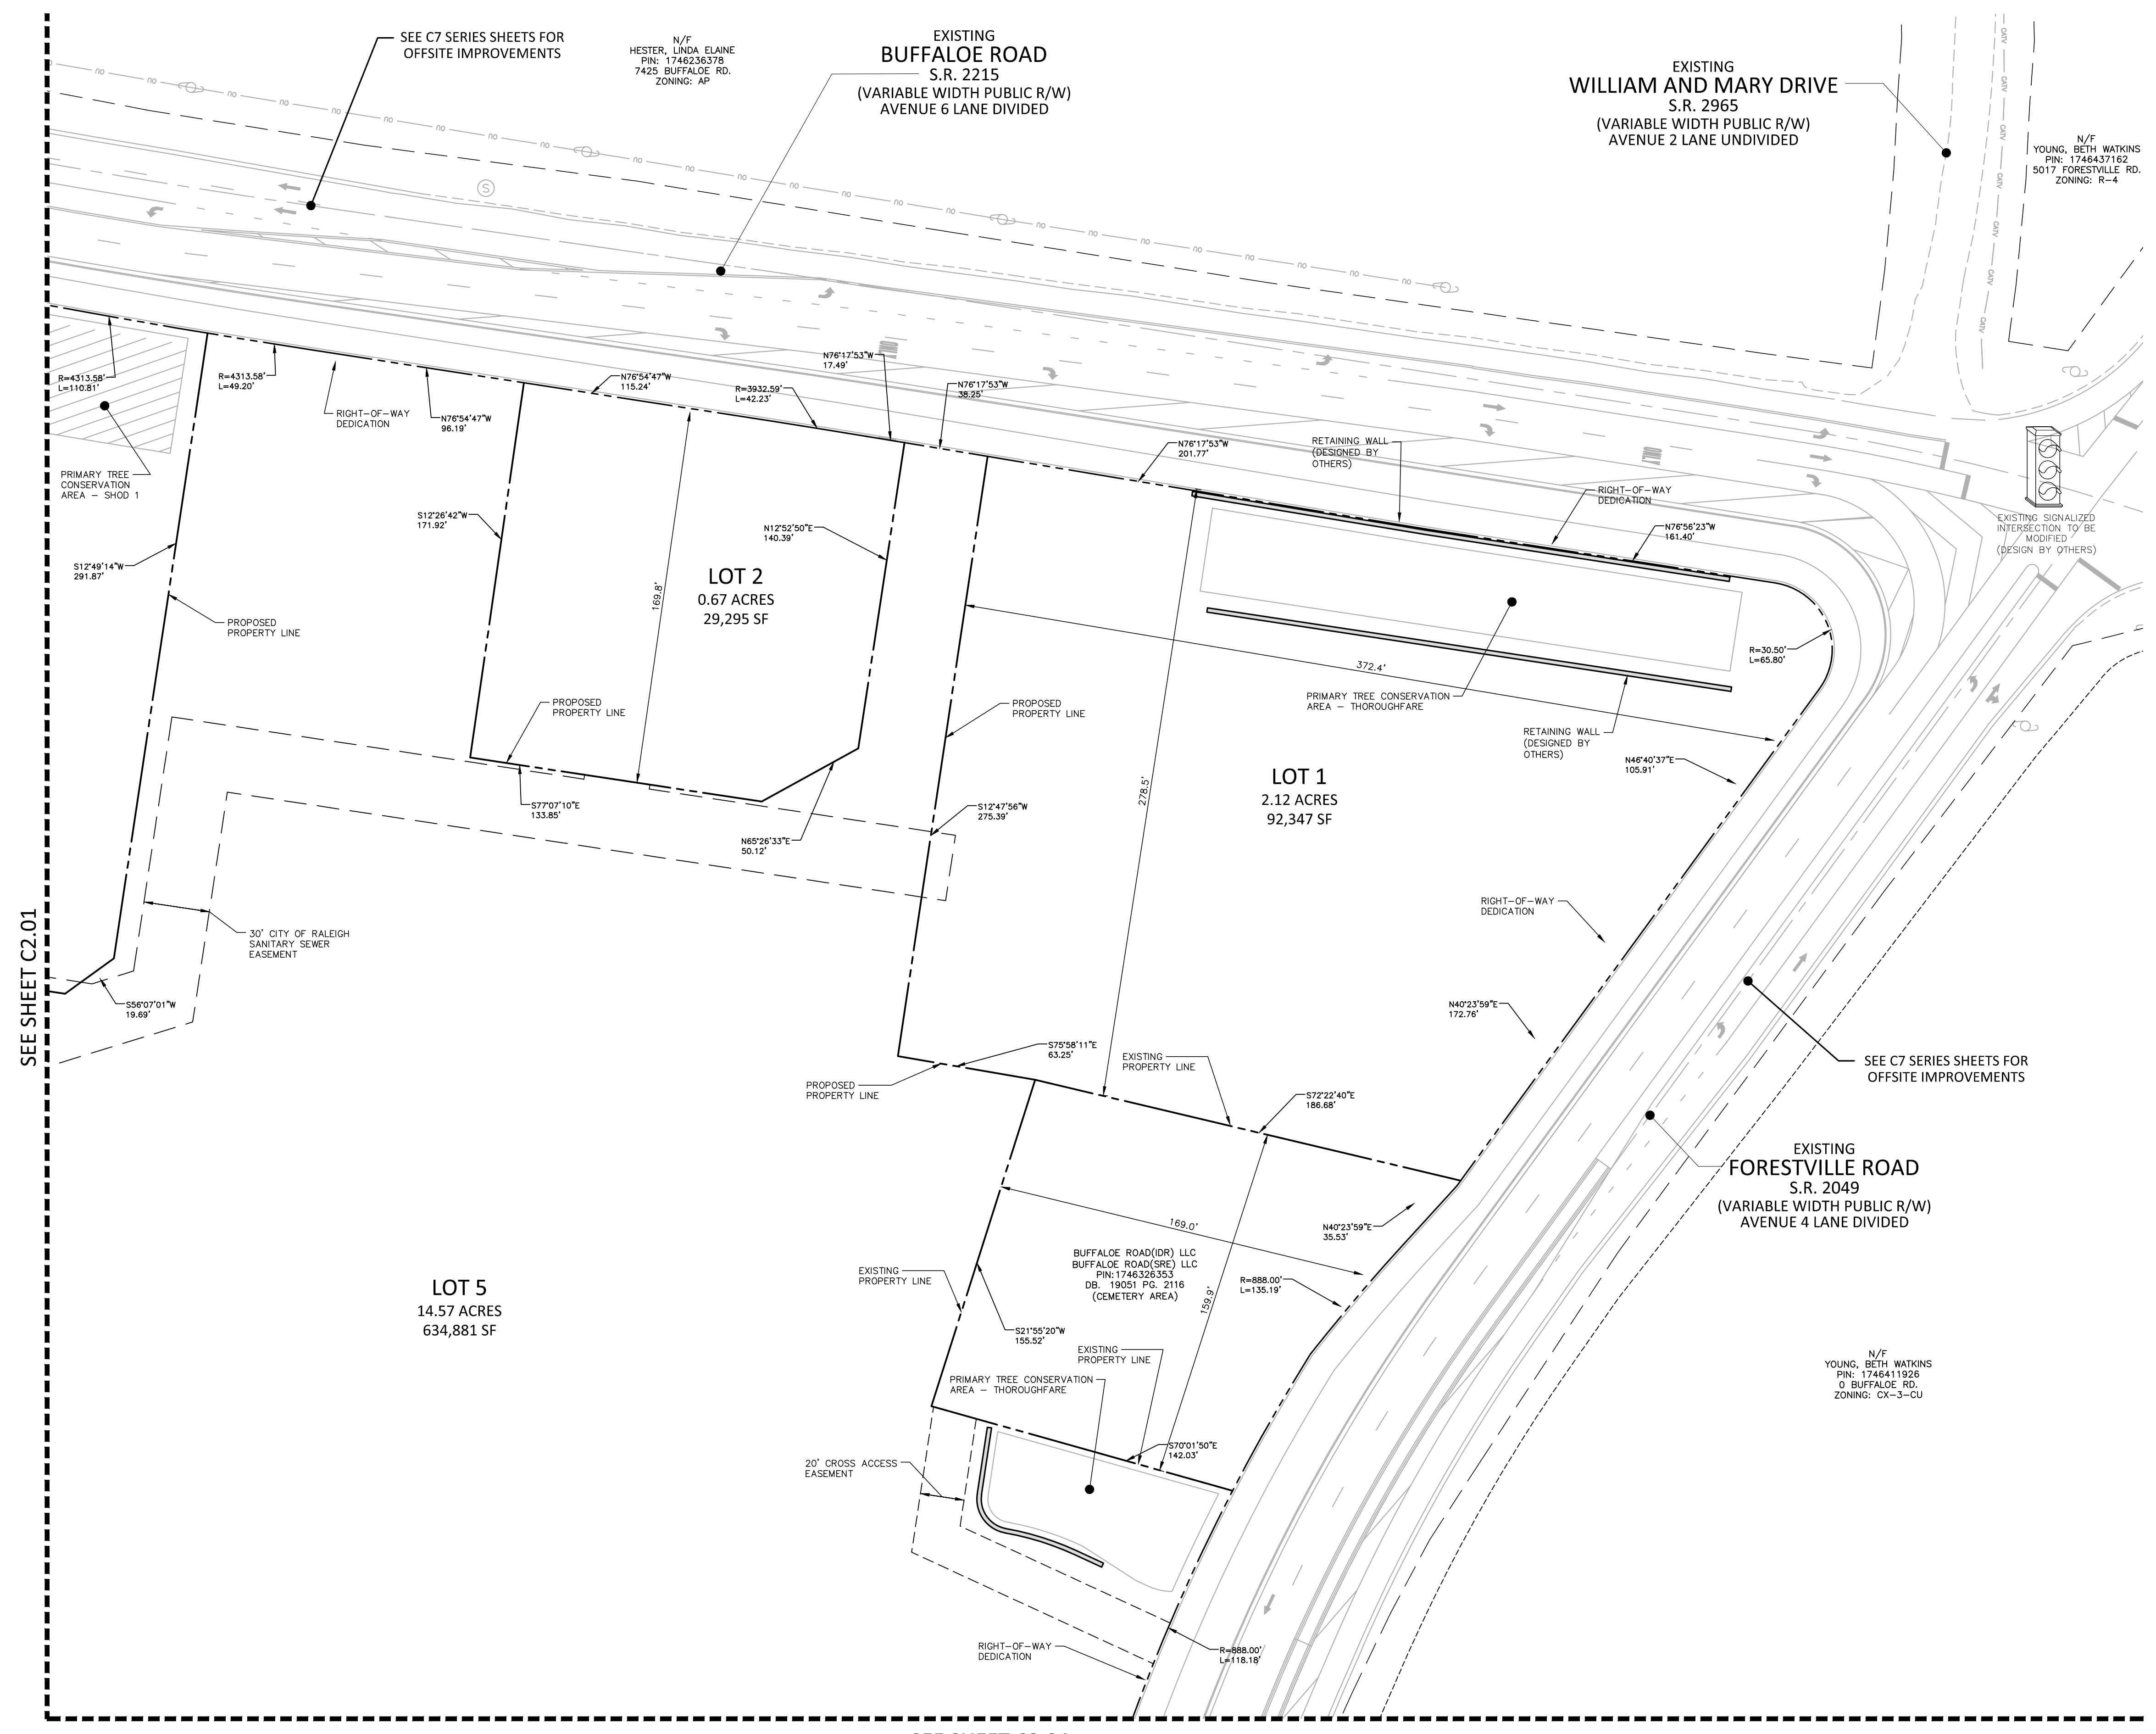 SEE C7 SERIES SHEETS FOR
OFFSITE IMPROVEMENTS
N/F
HESTER, LINDA ELAINE
PIN: 1746236378
7425 BUFFALOE RD.
ZONING: AP
EXISTING
BUFFALOE ROAD
S.R. 2215
(VARIABLE WIDTH PUBLIC R/W)
AVENUE 6 LANE DIVIDED
EXISTING
WILLIAM AND MARY DRIVE
S.R. 2965
(VARIABLE WIDTH PUBLIC R/W)
AVENUE 2 LANE UNDIVIDED
N/F
YOUNG, BETH WATKINS
PIN: 1746437162
5017 FORESTVILLE RD.
ZONING: R-4
CATV
CATV
CATV
CATV
CATV
CATV
S
R=4313.58'
L=110.81'
R=4313.58'
L=49.20'
RIGHT-OF-WAY
DEDICATION
N76°54'47"W
96.19'
N76°54'47"W
115.24'
R=3932.59'
L=42.23'
N76°17'53"W
17.49'
N76°17'53"W
38.25'
N76°17'53"W
201.77'
RETAINING WALL
(DESIGNED BY
OTHERS)
RIGHT-OF-WAY
DEDICATION
N76°56'23"W
161.40'
EXISTING SIGNALIZED
INTERSECTION TO BE
MODIFIED
(DESIGN BY OTHERS)
PRIMARY TREE
CONSERVATION
AREA - SHOD 1
S12°49'14"W
291.87'
PROPOSED
PROPERTY LINE
S12°26'42"W
171.92'
LOT 2
0.67 ACRES
29,295 SF
169.8'
N12°52'50"E
140.39'
PROPOSED
PROPERTY LINE
S77°07'10"E
133.85'
N65°26'33"E
50.12'
372.4'
PROPOSED
PROPERTY LINE
PRIMARY TREE CONSERVATION
AREA - THOROUGHFARE
RETAINING WALL
(DESIGNED BY
OTHERS)
R=30.50'
L=65.80'
N46°40'37"E
105.91'
LOT 1
2.12 ACRES
92,347 SF
278.5'
S12°47'56"W
275.39'
RIGHT-OF-WAY
DEDICATION
30' CITY OF RALEIGH
SANITARY SEWER
EASEMENT
SEE SHEET C2.01
S56°07'01"W
19.69'
N40°23'59"E
172.76'
S75°58'11"E
63.25'
EXISTING
PROPERTY LINE
PROPOSED
PROPERTY LINE
S72°22'40"E
186.68'
SEE C7 SERIES SHEETS FOR
OFFSITE IMPROVEMENTS
EXISTING
FORESTVILLE ROAD
S.R. 2049
(VARIABLE WIDTH PUBLIC R/W)
AVENUE 4 LANE DIVIDED
169.0'
N40°23'59"E
35.53'
BUFFALOE ROAD(IDR) LLC
BUFFALOE ROAD(SRE) LLC
PIN:1746326353
DB. 19051 PG. 2116
(CEMETERY AREA)
R=888.00'
L=135.19'
159.9'
EXISTING
PROPERTY LINE
LOT 5
14.57 ACRES
634,881 SF
S21°55'20"W
155.52'
EXISTING
PROPERTY LINE
PRIMARY TREE CONSERVATION
AREA - THOROUGHFARE
N/F
YOUNG, BETH WATKINS
PIN: 1746411926
0 BUFFALOE RD.
ZONING: CX-3-CU
S70°01'50"E
142.03'
20' CROSS ACCESS
EASEMENT
RIGHT-OF-WAY
DEDICATION
R=888.00'
L=118.18'